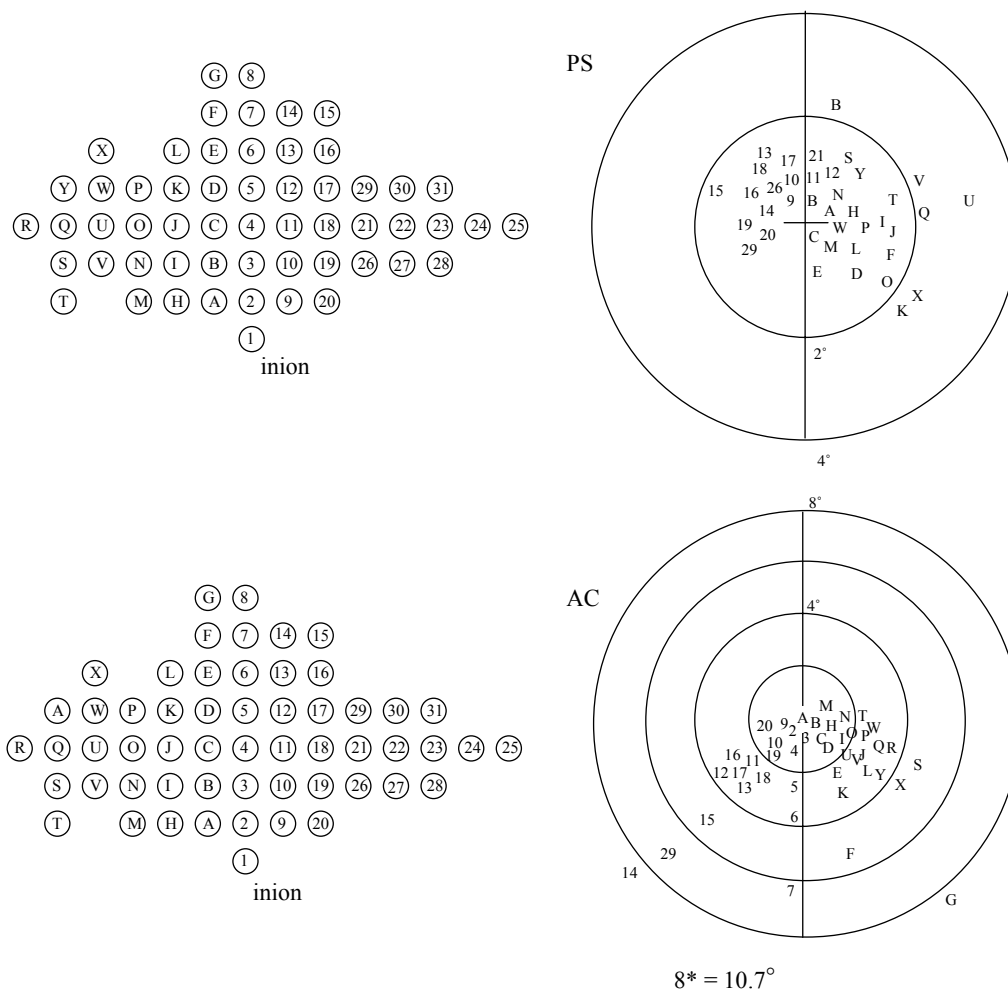 G 8
F 7 14 15
X L E 6 13 16
Y W P K D 5 12 17 29 30 31
R Q U O J C 4 11 18 21 22 23 24 25
S V N I B 3 10 19 26 27 28
T M H A 2 9 20
1
inion
PS
B
13 17 21 S
18 10 11 12 Y V
15 16 26 9 B N T U
14 A H Q
19 W P I J
20 C M L F
29 E D O
K X
2°
4°
G 8
F 7 14 15
X L E 6 13 16
A W P K D 5 12 17 29 30 31
R Q U O J C 4 11 18 21 22 23 24 25
S V N I B 3 10 19 26 27 28
T M H A 2 9 20
1
inion
8°
AC
4°
M
20 9 2 A B H N T W
10 3 C I O P Q R
16 11 19 4 D U V J S
12 17 18 E L Y X
13 5 K
15 6
14 29 F
7 G
8* = 10.7°